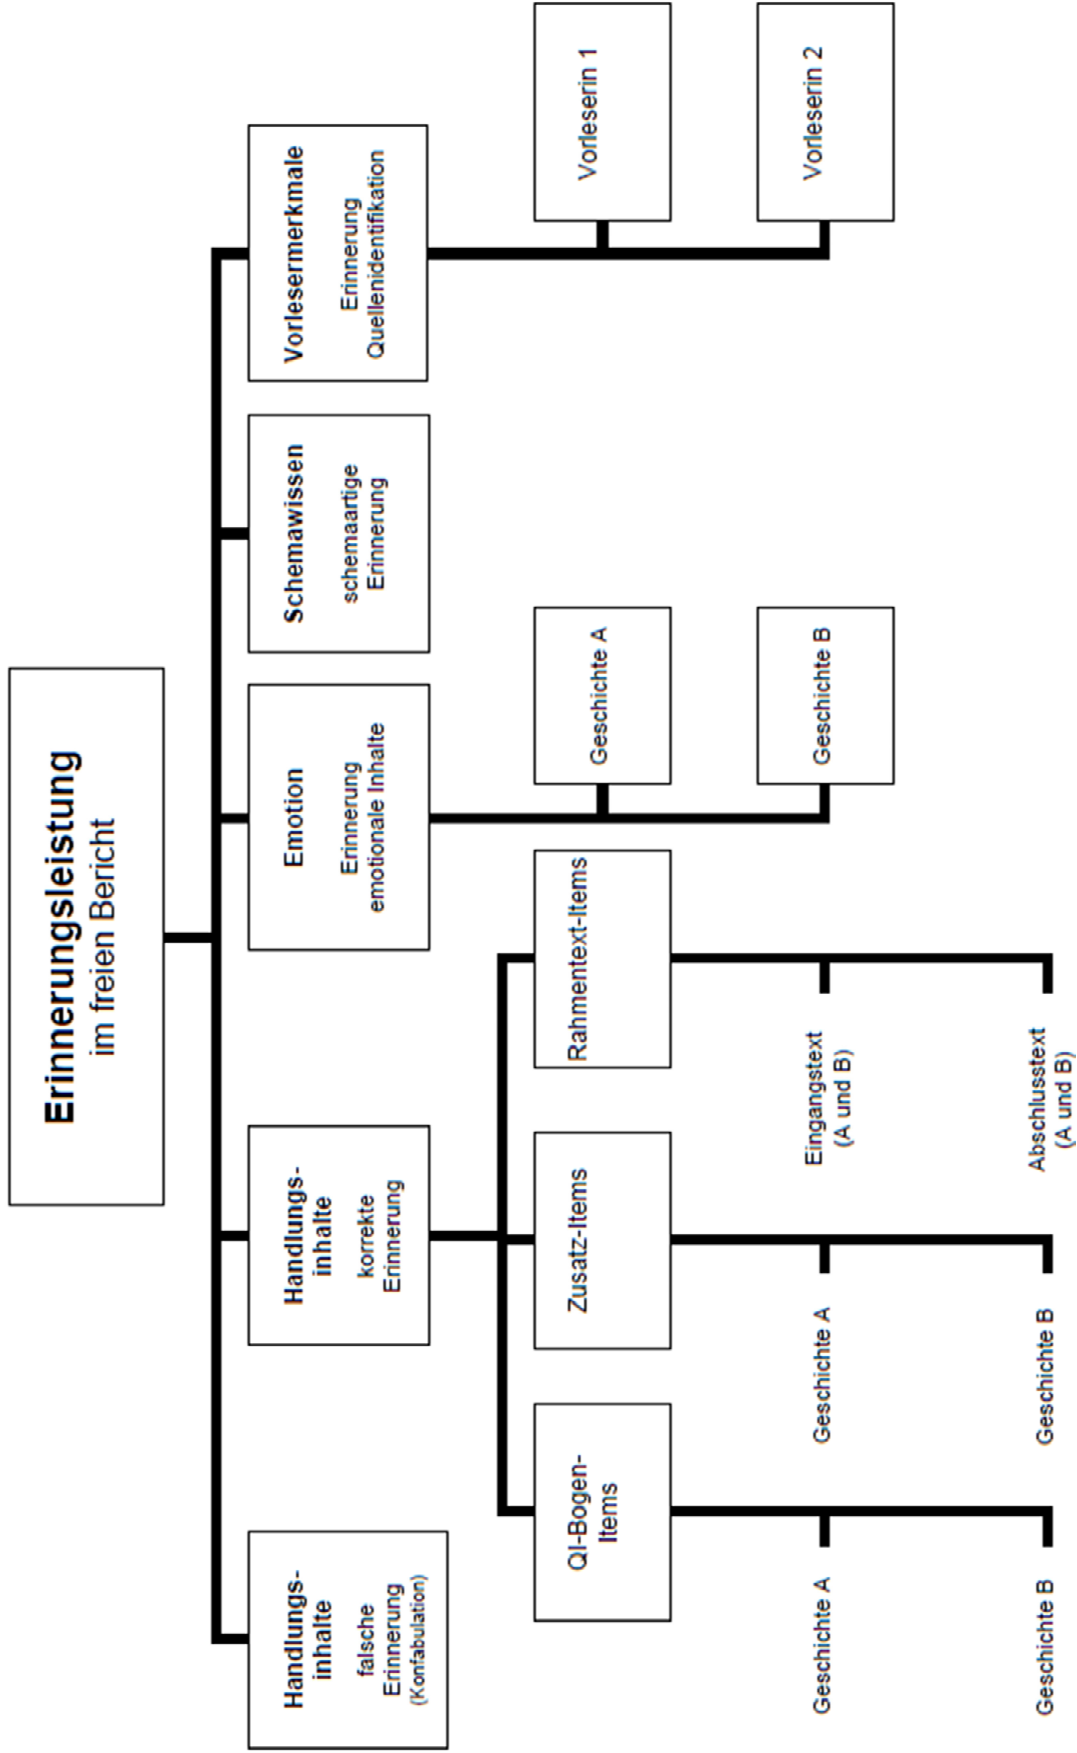 Erinnerungsleistung
im freien Bericht
Handlungs-
inhalte
falsche
Erinnerung
(Konfabulation)
Handlungs-
inhalte
korrekte
Erinnerung
Emotion
Erinnerung
emotionale Inhalte
Schemawissen
schemaartige
Erinnerung
Vorlesermerkmale
Erinnerung
Quellenidentifikation
QI-Bogen-
Items
Zusatz-Items
Rahmentext-Items
Geschichte A
Vorleserin 1
Geschichte A
Geschichte A
Eingangstext
(A und B)
Geschichte B
Vorleserin 2
Geschichte B
Geschichte B
Abschlusstext
(A und B)